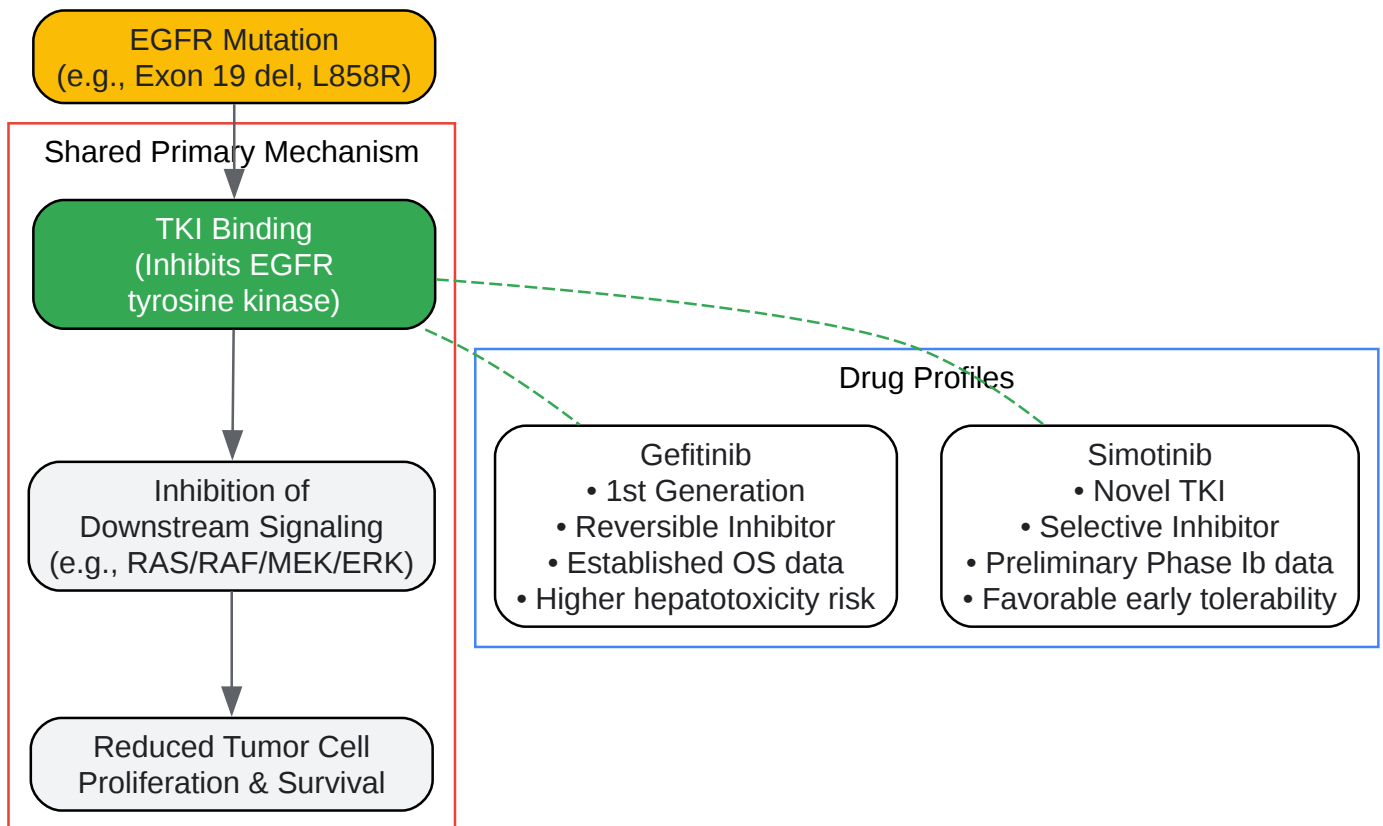 EGFR Mutation
(e.g., Exon 19 del, L858R)
Shared Primary Mechanism
TKI Binding
(Inhibits EGFR
tyrosine kinase)
Inhibition of
Downstream Signaling
(e.g., RAS/RAF/MEK/ERK)
Reduced Tumor Cell
Proliferation & Survival
Drug Profiles
Gefitinib
• 1st Generation
• Reversible Inhibitor
• Established OS data
• Higher hepatotoxicity risk
Simotinib
• Novel TKI
• Selective Inhibitor
• Preliminary Phase Ib data
• Favorable early tolerability